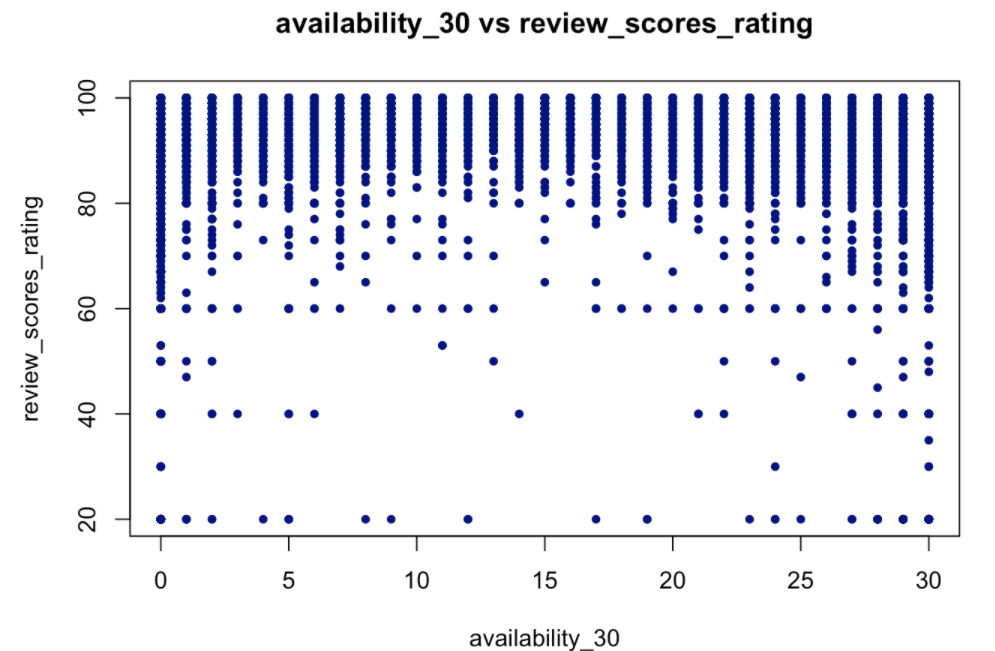 availability_30 vs review_scores_rating
review_scores_rating
100
80
60
40
20
0 5 10 15 20 25 30
availability_30